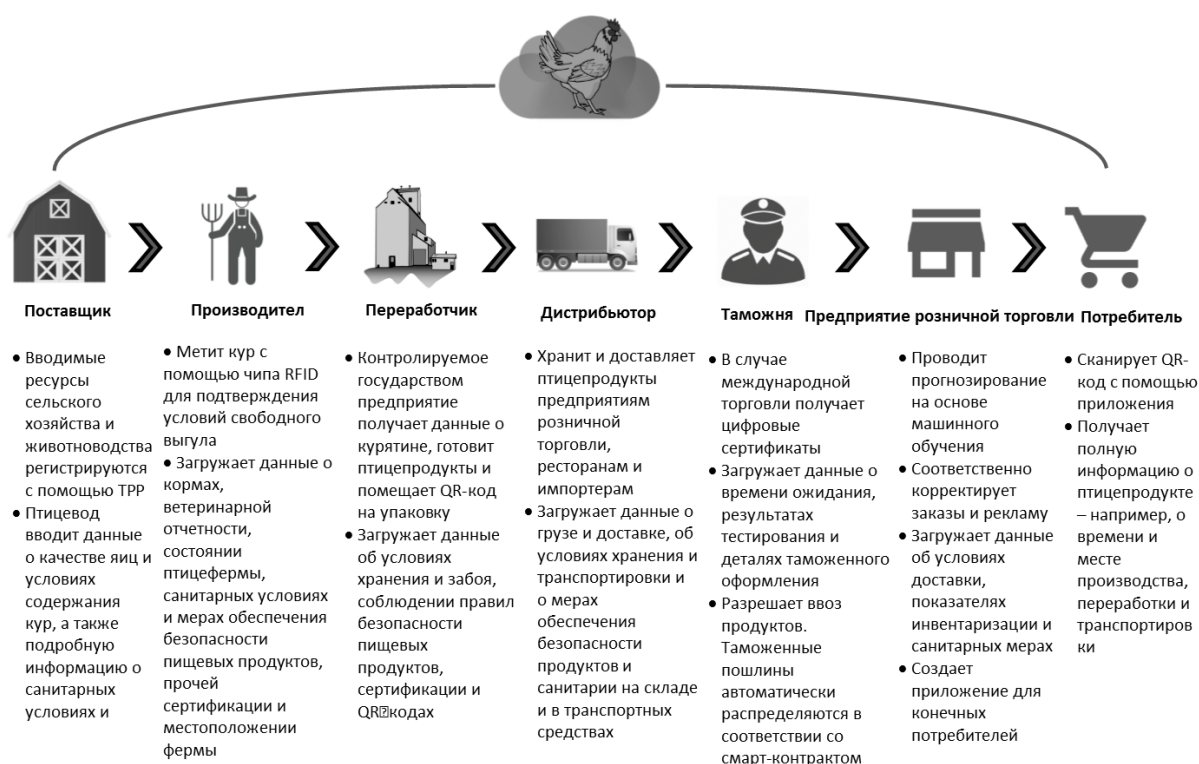 Поставщик
• Вводимые
ресурсы
сельского
хозяйства и
животноводства
регистрируются
с помощью ТРР
• Птицевод
вводит данные
о качестве яиц и
условиях
содержания
кур, а также
подробную
информацию о
санитарных
условиях и
Производител
• Метит кур с
помощью чипа RFID
для подтверждения
условий свободного
выгула
• Загружает данные о
кормах,
ветеринарной
отчетности,
состоянии
птицефермы,
санитарных условиях
и мерах обеспечения
безопасности
пищевых продуктов,
прочей
сертификации и
местоположении
фермы
Переработчик
• Контролируемое
государством
предприятие
получает данные о
курятине, готовит
птицепродукты и
помещает QR-код
на упаковку
• Загружает данные
об условиях
хранения и забоя,
соблюдении правил
безопасности
пищевых
продуктов,
сертификации и
QR⍰кодах
Дистрибьютор
• Хранит и доставляет
птицепродукты
предприятиям
розничной
торговли,
ресторанам и
импортерам
• Загружает данные о
грузе и доставке, об
условиях хранения и
транспортировки и
о мерах
обеспечения
безопасности
продуктов и
санитарии на складе
и в транспортных
средствах
Таможня
• В случае
международной
торговли получает
цифровые
сертификаты
• Загружает данные о
времени ожидания,
результатах
тестирования и
деталях таможенного
оформления
• Разрешает ввоз
продуктов.
Таможенные
пошлины
автоматически
распределяются в
соответствии со
смарт-контрактом
Предприятие розничной торговли
• Проводит
прогнозирование
на основе
машинного
обучения
• Соответственно
корректирует
заказы и рекламу
• Загружает данные
об условиях
доставки,
показателях
инвентаризации и
санитарных мерах
• Создает
приложение для
конечных
потребителей
Потребитель
• Сканирует QR-
код с помощью
приложения
• Получает
полную
информацию о
птицепродукте
– например, о
времени и
месте
производства,
переработки и
транспортиров
ки